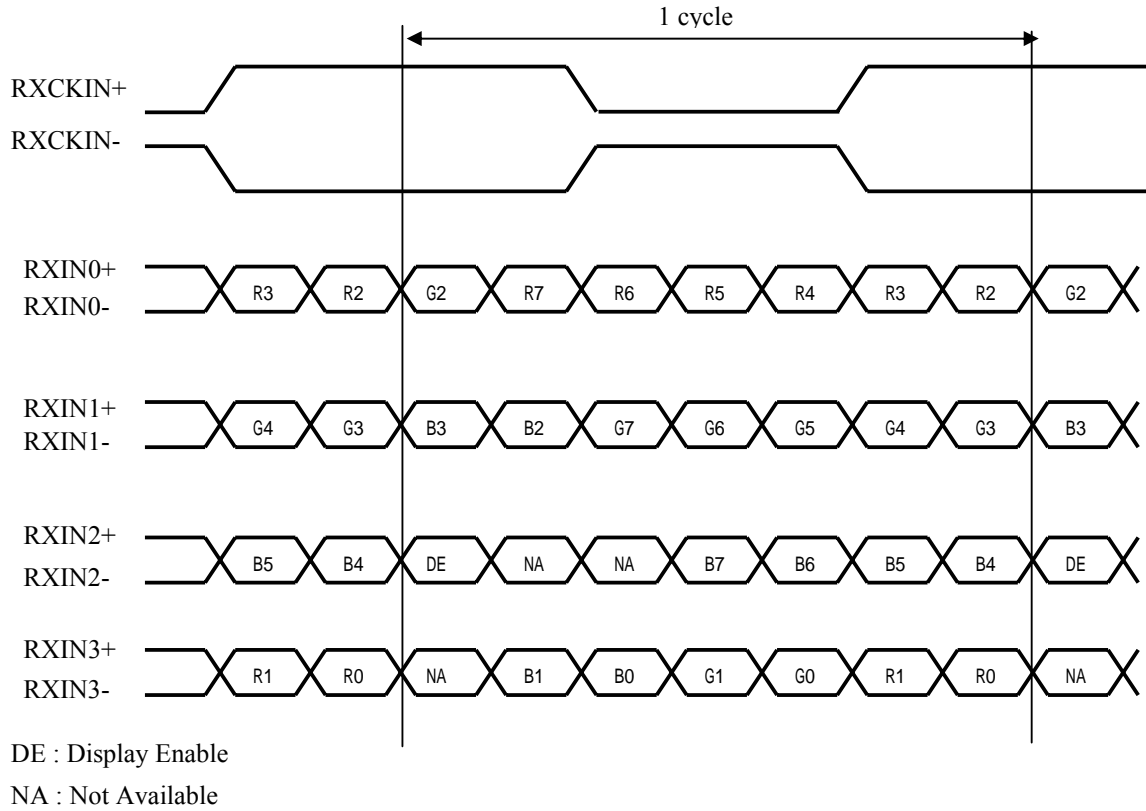 1 cycle
RXCKIN+
RXCKIN-
RXIN0+
R3 R2 G2 R7 R6 R5 R4 R3 R2 G2
RXIN0-
RXIN1+
G4 G3 B3 B2 G7 G6 G5 G4 G3 B3
RXIN1-
RXIN2+
B5 B4 DE NA NA B7 B6 B5 B4 DE
RXIN2-
RXIN3+
R1 R0 NA B1 B0 G1 G0 R1 R0 NA
RXIN3-
DE : Display Enable
NA : Not Available